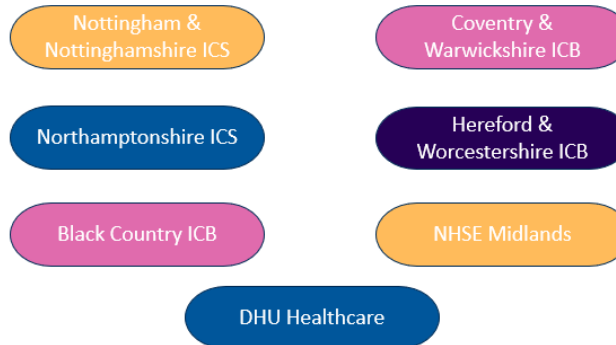 Nottingham &
Nottinghamshire ICS
Coventry &
Warwickshire ICB
Northamptonshire ICS
Hereford &
Worcestershire ICB
Black Country ICB
NHSE Midlands
DHU Healthcare